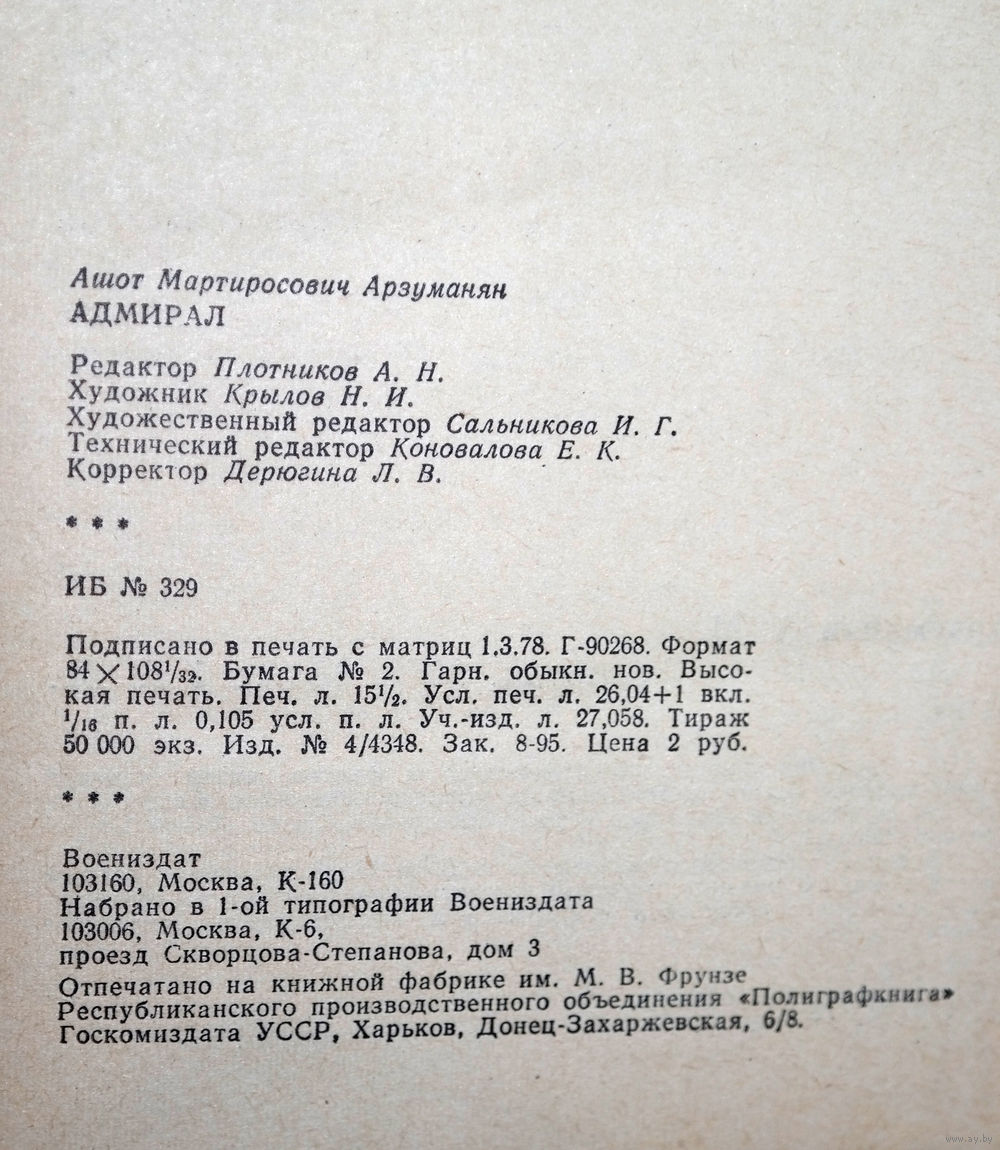 Ашот Мартиросович Арзуманян
АДМИРАЛ
Редактор Плотников А. Н.
Художник Крылов Н. И.
Художественный редактор Сальникова И. Г.
Технический редактор Коновалова Е. К.
Корректор Дерюгина Л. В.
* * *
ИБ № 329
Подписано в печать с матриц 1.3.78. Г-90268. Формат
84×108¹/₃₂. Бумага № 2. Гарн. обыкн. нов. Высо-
кая печать. Печ. л. 15¹/₂. Усл. печ. л. 26,04+1 вкл.
¹/₁₆ п. л. 0,105 усл. п. л. Уч.-изд. л. 27,058. Тираж
50 000 экз. Изд. № 4/4348. Зак. 8-95. Цена 2 руб.
* * *
Воениздат
103160, Москва, К-160
Набрано в 1-ой типографии Воениздата
103006, Москва, К-6,
проезд Скворцова-Степанова, дом 3
Отпечатано на книжной фабрике им. М. В. Фрунзе
Республиканского производственного объединения «Полиграфкнига»
Госкомиздата УССР, Харьков, Донец-Захаржевская, 6/8.
www.ay.by